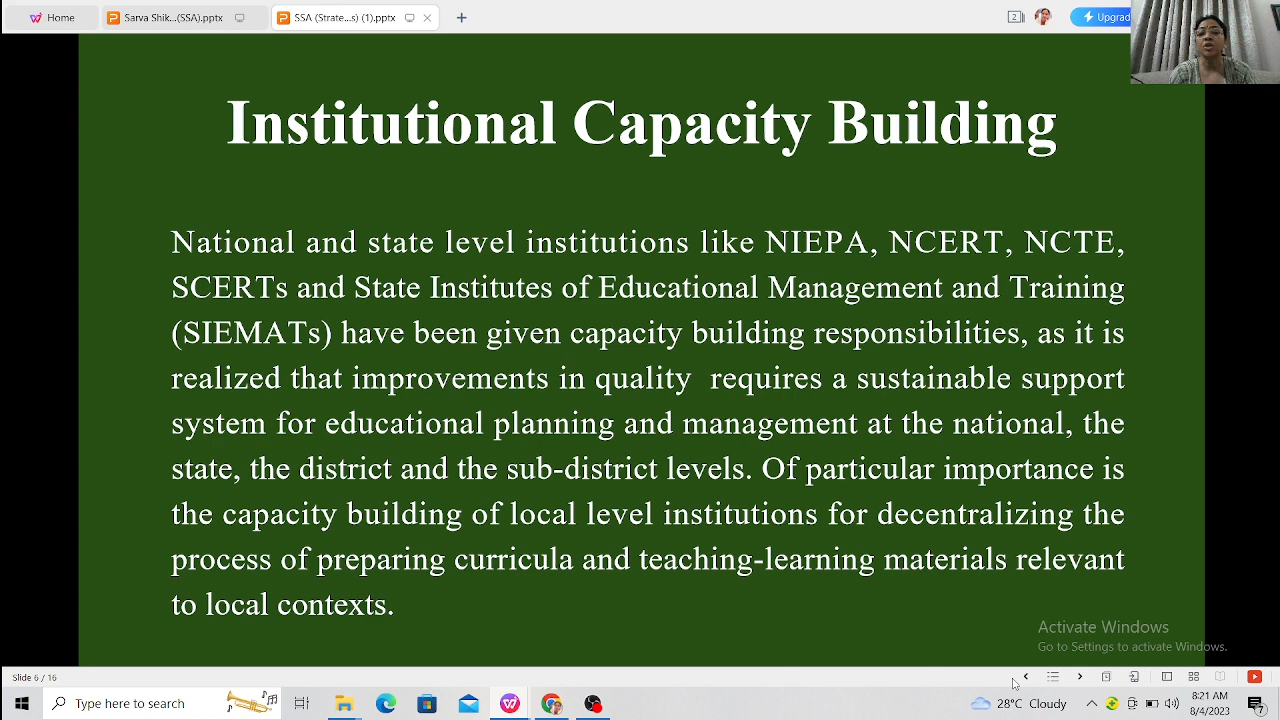 Home
Sarva Shik...(SSA).pptx
SSA (Strate...s) (1).pptx
2
Upgrad
Institutional Capacity Building
National and state level institutions like NIEPA, NCERT, NCTE,
SCERTs and State Institutes of Educational Management and Training
(SIEMATs) have been given capacity building responsibilities, as it is
realized that improvements in quality requires a sustainable support
system for educational planning and management at the national, the
state, the district and the sub-district levels. Of particular importance is
the capacity building of local level institutions for decentralizing the
process of preparing curricula and teaching-learning materials relevant
to local contexts.
Activate Windows
Go to Settings to activate Windows.
Slide 6 / 16
Type here to search
28°C Cloudy
8:21 AM
8/4/2023
7